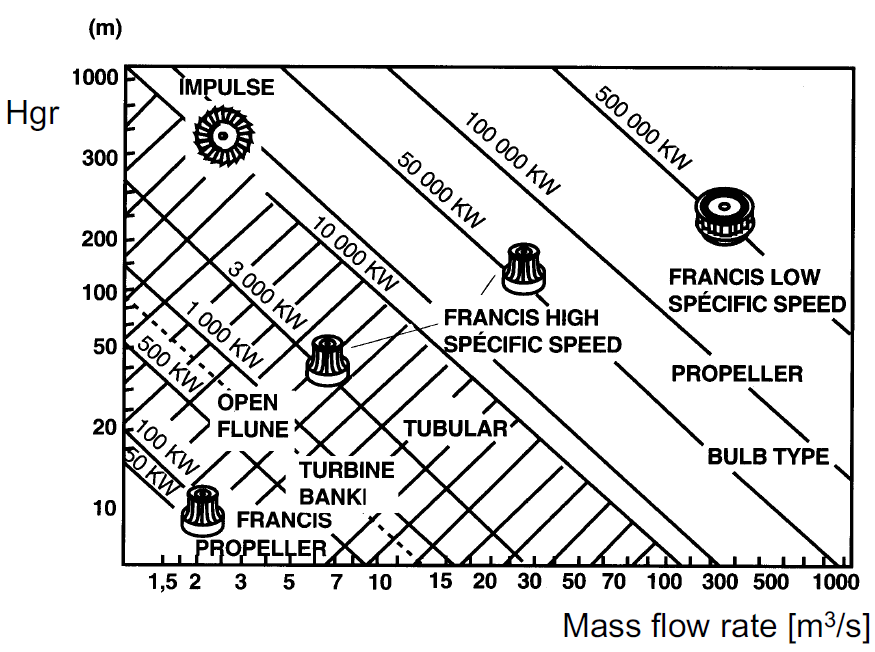 (m)
Hgr
1000
300
200
100
50
20
10
IMPULSE
500 000 KW
100 000 KW
50 000 KW
10 000 KW
3 000 KW
1 000 KW
500 KW
100 KW
50 KW
FRANCIS LOW
SPÉCIFIC SPEED
FRANCIS HIGH
SPÉCIFIC SPEED
PROPELLER
BULB TYPE
OPEN
FLUNE
TUBULAR
TURBINE
BANKI
FRANCIS
PROPELLER
1,5 2 3 5 7 10 15 20 30 50 70 100 300 500 1000
Mass flow rate [m³/s]